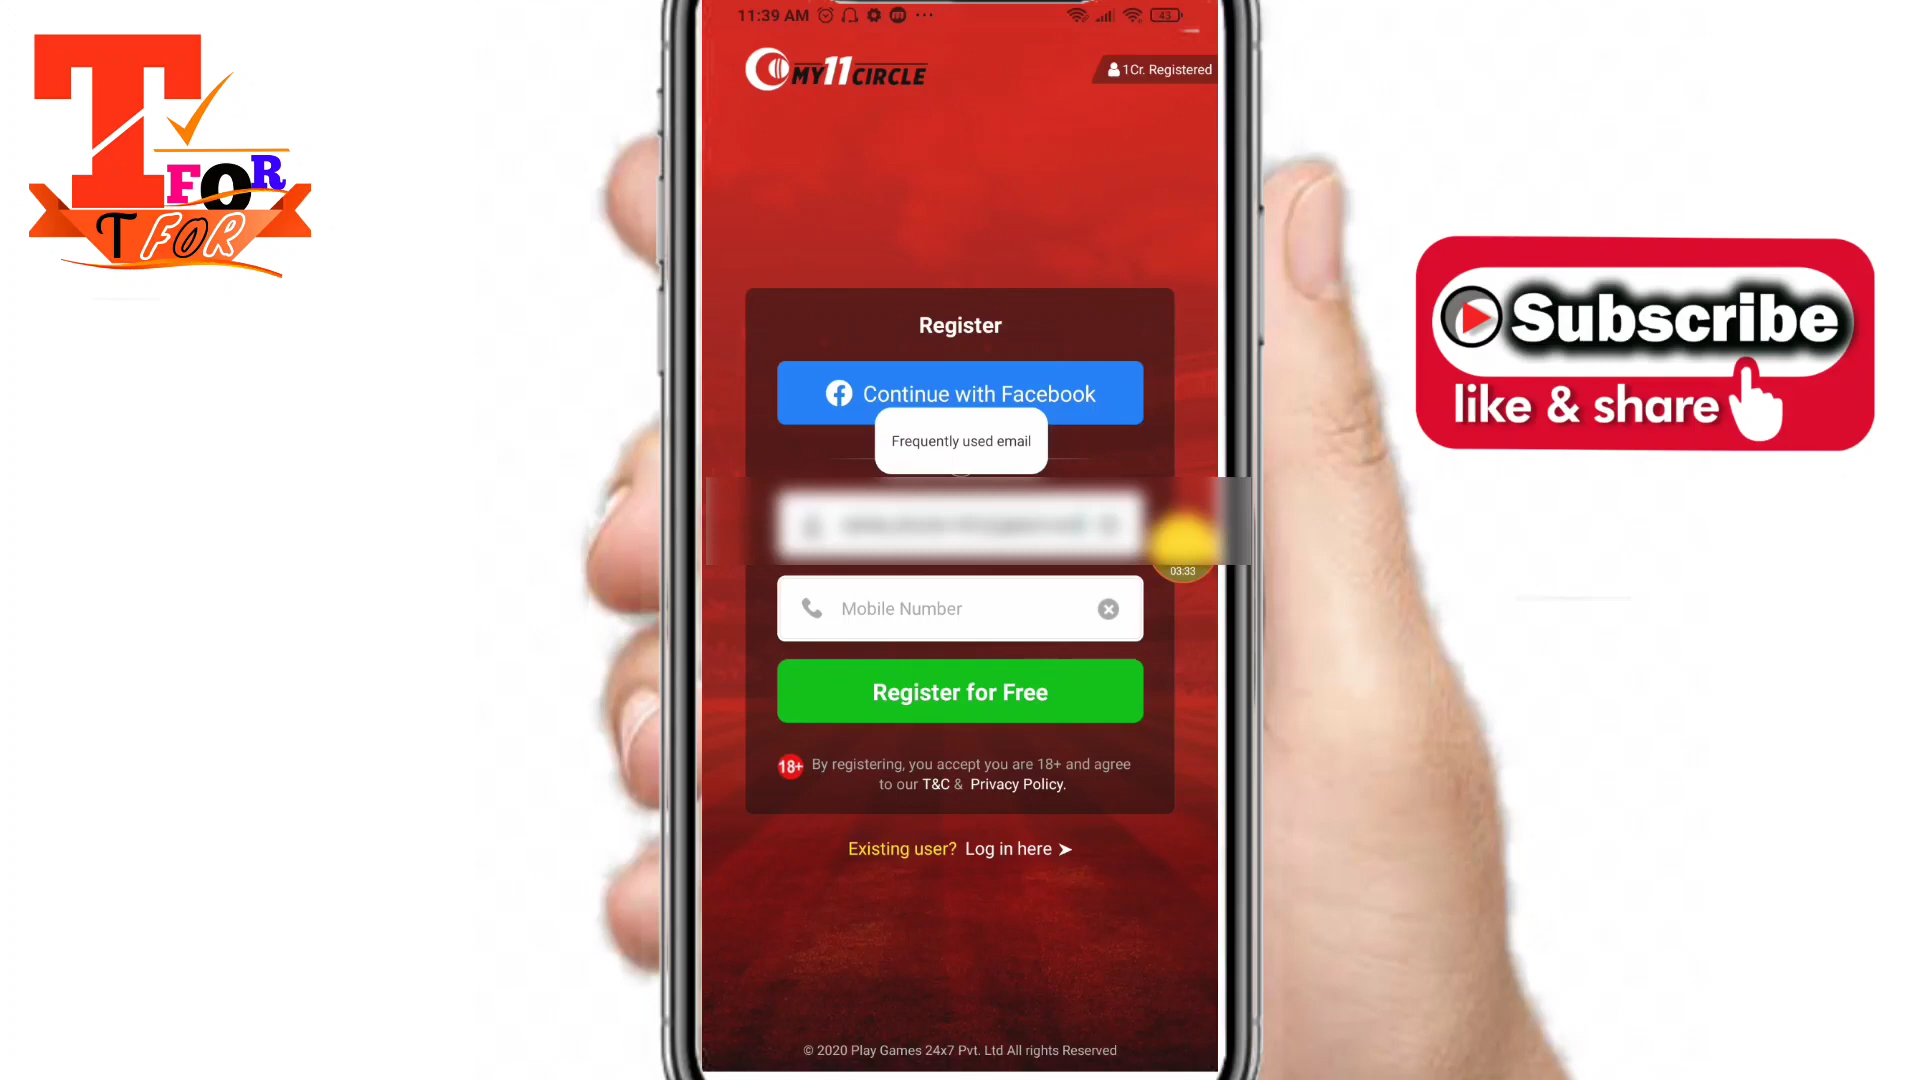 11:39 AM
43
MY11CIRCLE
1Cr. Registered
T
FOR
T FOR
Register
Continue with Facebook
Frequently used email
03:33
Mobile Number
Register for Free
18+ By registering, you accept you are 18+ and agree
to our T&C & Privacy Policy.
Existing user? Log in here
© 2020 Play Games 24x7 Pvt. Ltd All rights Reserved
Subscribe
like & share